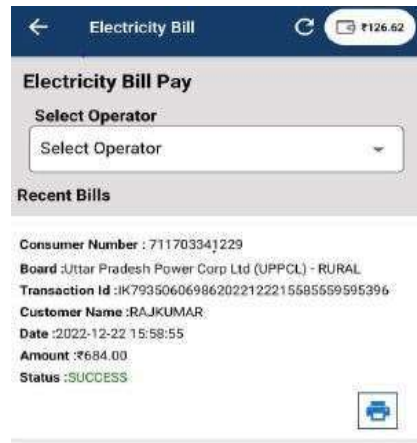 Electricity Bill
₹126.62
Electricity Bill Pay
Select Operator
Select Operator
Recent Bills
Consumer Number : 711703341229
Board :Uttar Pradesh Power Corp Ltd (UPPCL) - RURAL
Transaction Id :IK793506069862022122215585559595396
Customer Name :RAJKUMAR
Date :2022-12-22 15:58:55
Amount :₹684.00
Status :SUCCESS